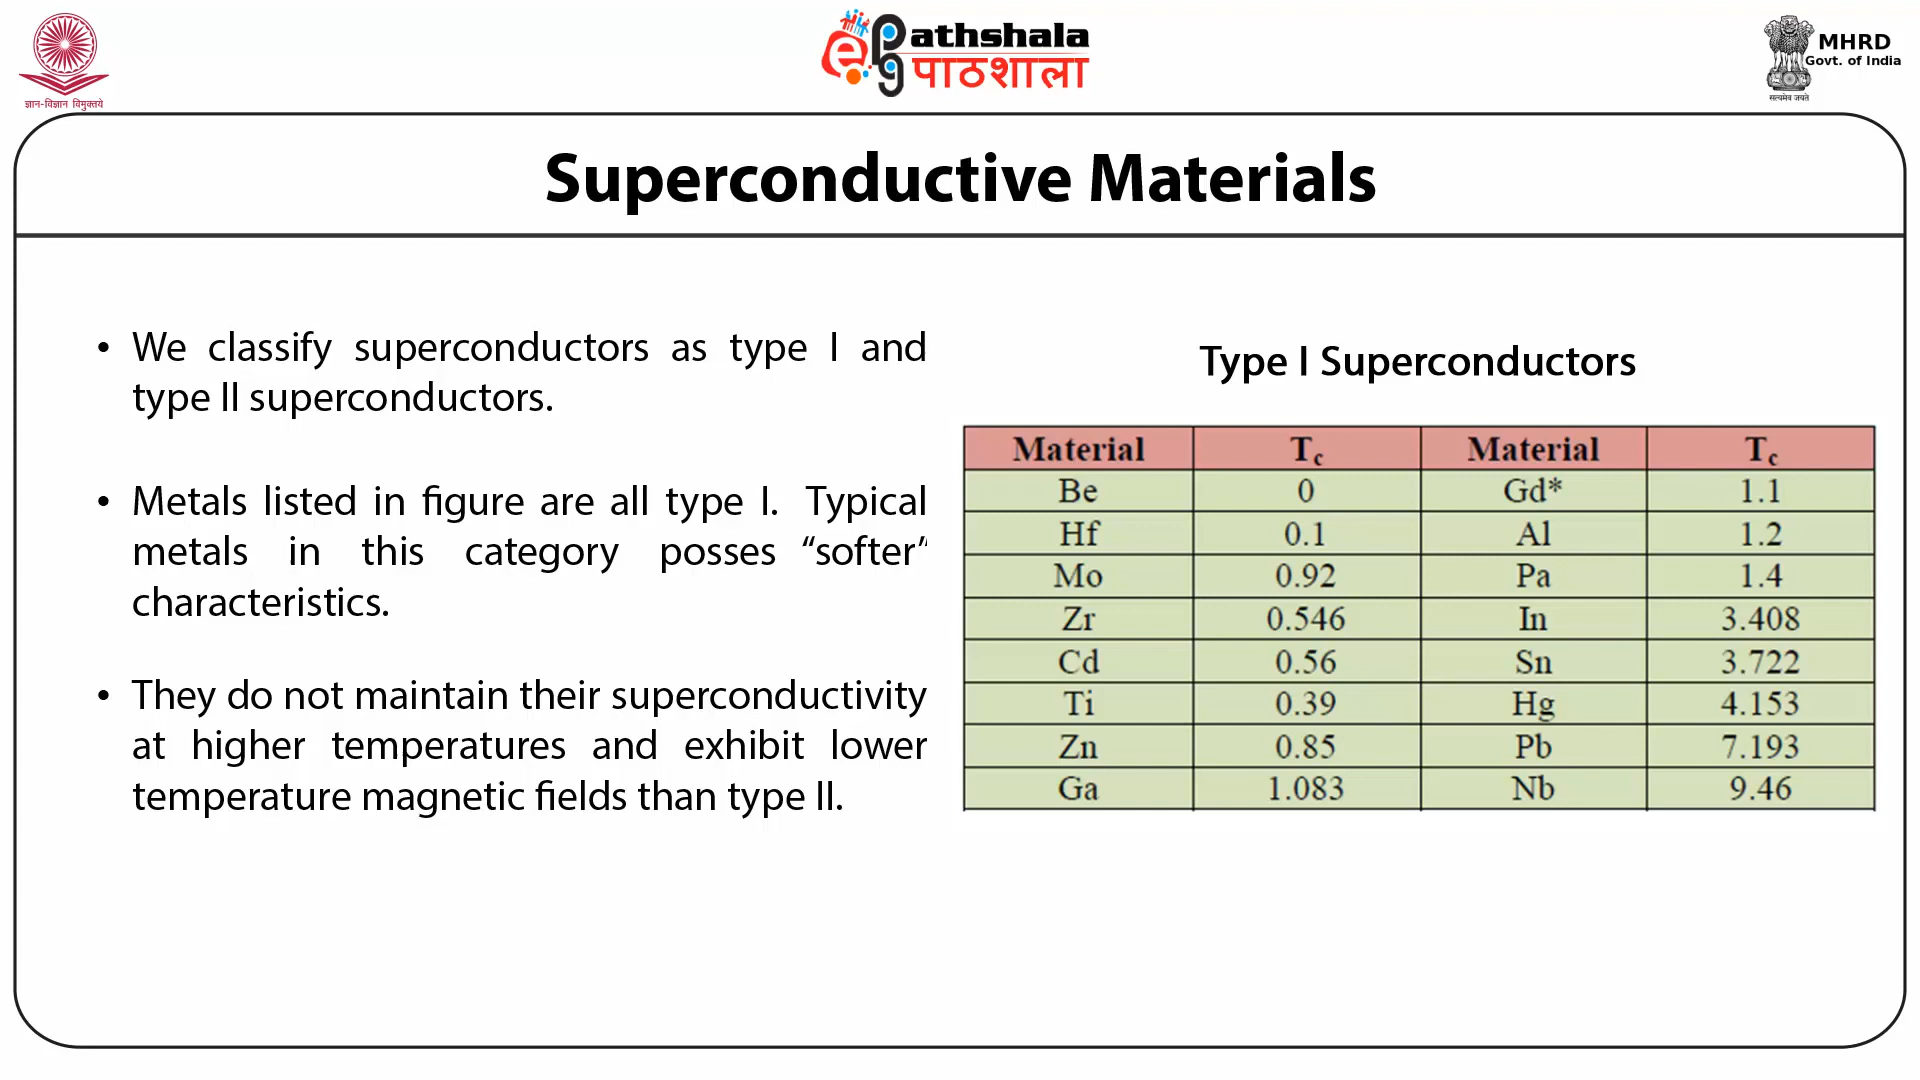 ज्ञान-विज्ञान विमुक्तये
ePathshala
पाठशाला
MHRD
Govt. of India
सत्यमेव जयते
Superconductive Materials
• We classify superconductors as type I and
type II superconductors.
• Metals listed in figure are all type I. Typical
metals in this category posses “softer”
characteristics.
• They do not maintain their superconductivity
at higher temperatures and exhibit lower
temperature magnetic fields than type II.
Type I Superconductors
Material Tc Material Tc
Be 0 Gd* 1.1
Hf 0.1 Al 1.2
Mo 0.92 Pa 1.4
Zr 0.546 In 3.408
Cd 0.56 Sn 3.722
Ti 0.39 Hg 4.153
Zn 0.85 Pb 7.193
Ga 1.083 Nb 9.46